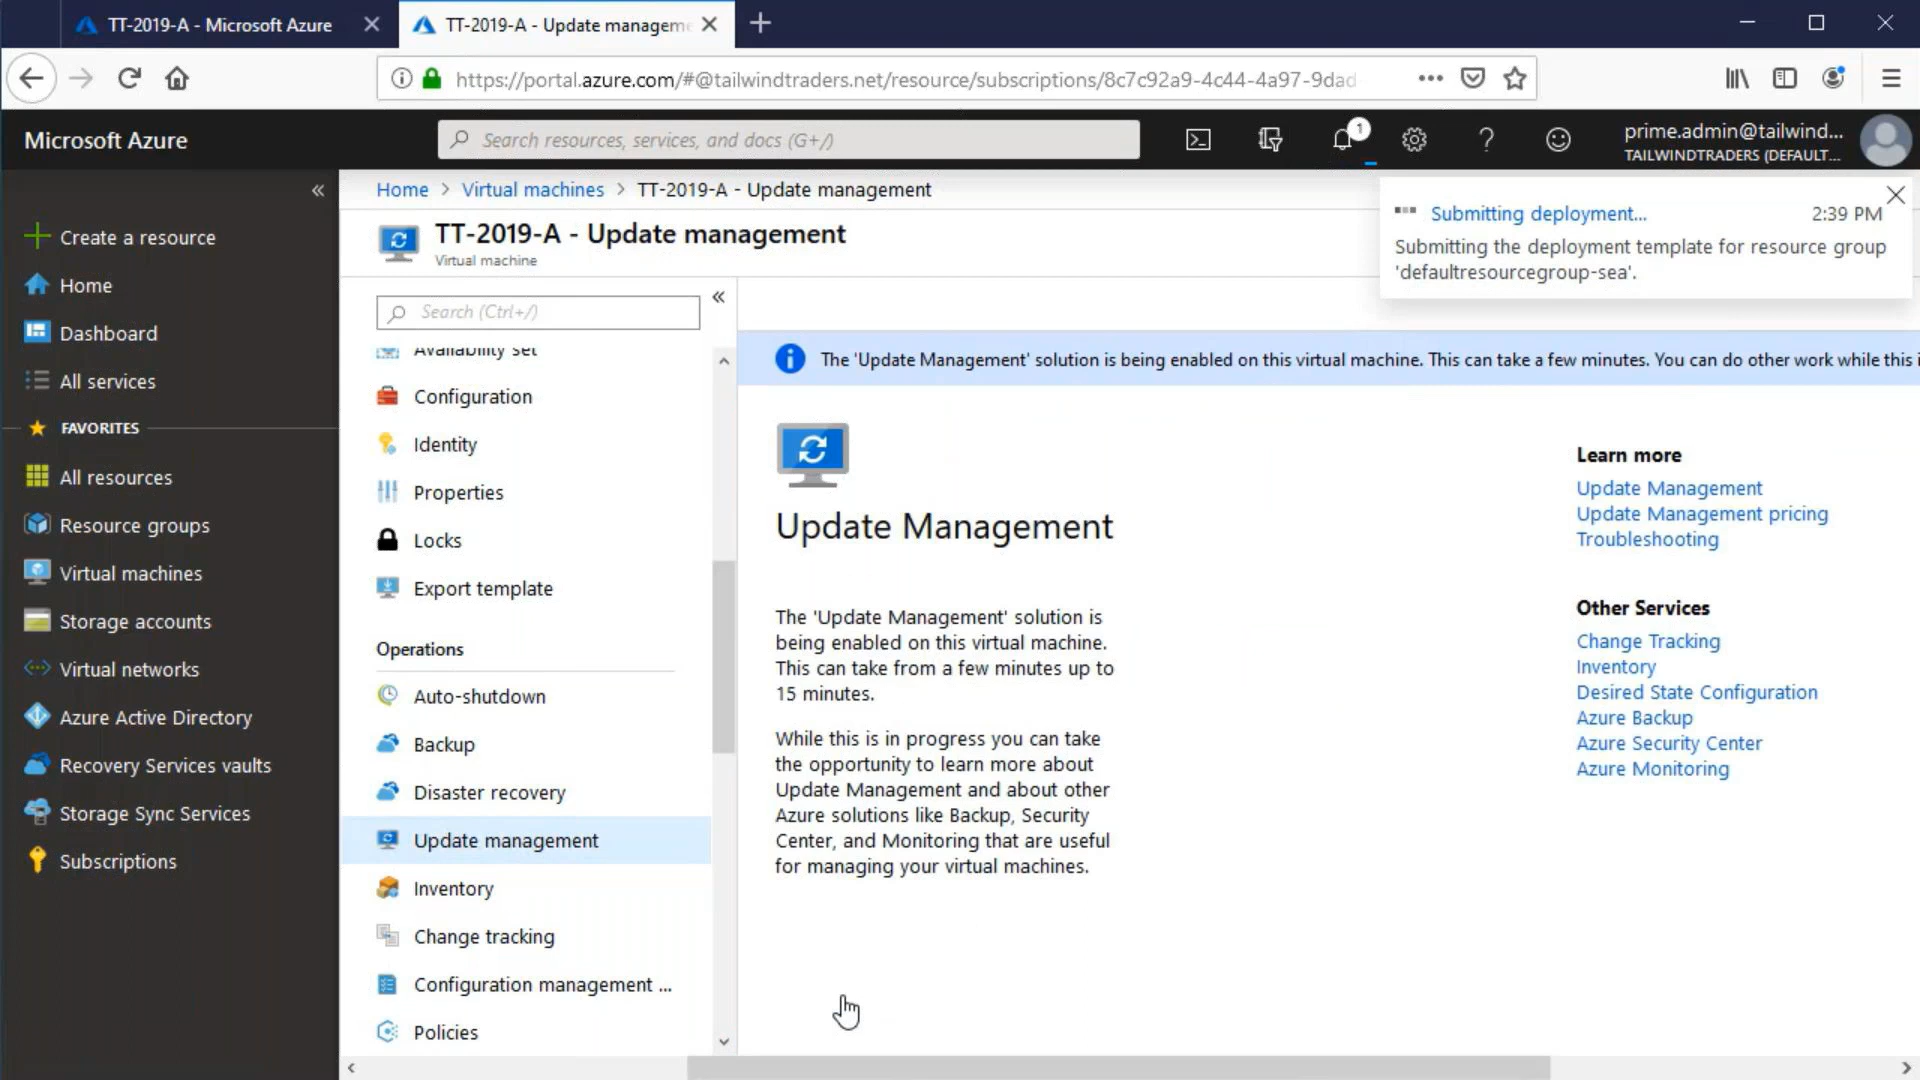 TT-2019-A - Microsoft Azure
TT-2019-A - Update managem
https://portal.azure.com/#@tailwindtraders.net/resource/subscriptions/8c7c92a9-4c44-4a97-9dad
Microsoft Azure
Search resources, services, and docs (G+/)
1
prime.admin@tailwind...
TAILWINDTRADERS (DEFAULT...
Create a resource
Home
Dashboard
All services
FAVORITES
All resources
Resource groups
Virtual machines
Storage accounts
Virtual networks
Azure Active Directory
Recovery Services vaults
Storage Sync Services
Subscriptions
Home > Virtual machines > TT-2019-A - Update management
TT-2019-A - Update management
Virtual machine
Search (Ctrl+/)
Availability set
Configuration
Identity
Properties
Locks
Export template
Operations
Auto-shutdown
Backup
Disaster recovery
Update management
Inventory
Change tracking
Configuration management ...
Policies
Submitting deployment... 2:39 PM
Submitting the deployment template for resource group
'defaultresourcegroup-sea'.
The 'Update Management' solution is being enabled on this virtual machine. This can take a few minutes. You can do other work while this i
Update Management
The 'Update Management' solution is
being enabled on this virtual machine.
This can take from a few minutes up to
15 minutes.
While this is in progress you can take
the opportunity to learn more about
Update Management and about other
Azure solutions like Backup, Security
Center, and Monitoring that are useful
for managing your virtual machines.
Learn more
Update Management
Update Management pricing
Troubleshooting
Other Services
Change Tracking
Inventory
Desired State Configuration
Azure Backup
Azure Security Center
Azure Monitoring